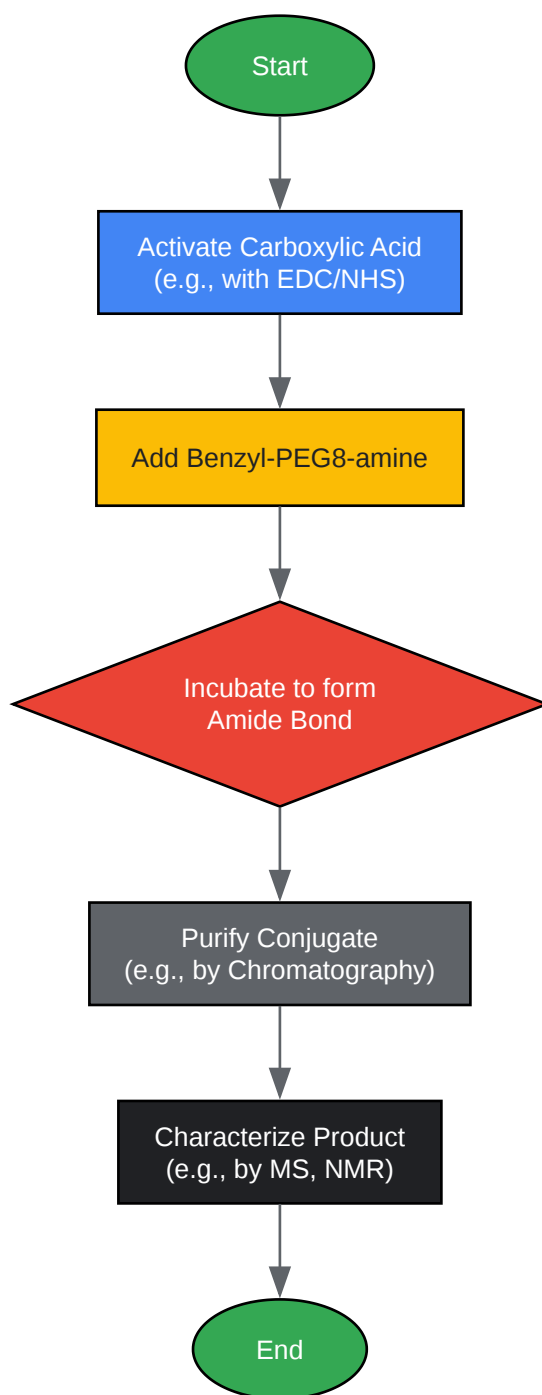 Start
Activate Carboxylic Acid
(e.g., with EDC/NHS)
Add Benzyl-PEG8-amine
Incubate to form
Amide Bond
Purify Conjugate
(e.g., by Chromatography)
Characterize Product
(e.g., by MS, NMR)
End